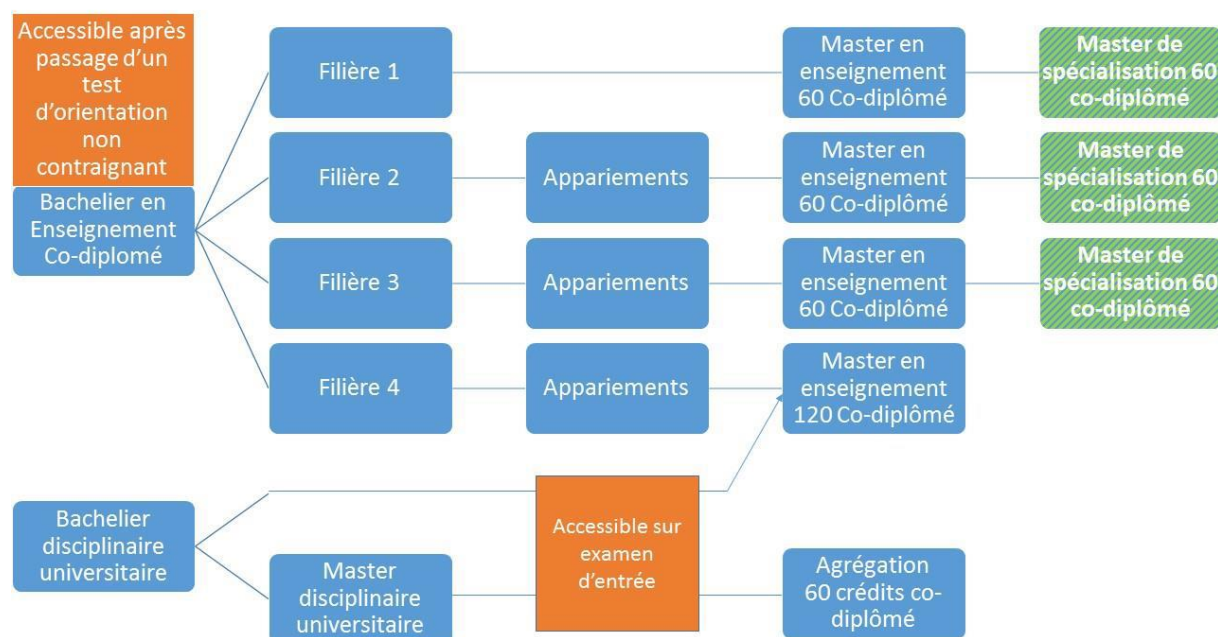 Accessible après
passage d'un
test
d'orientation
non
contraignant
Bachelier en
Enseignement
Co-diplomé
Filière 1
Master en
enseignement
60 Co-diplômé
Master de
spécialisation 60
co-diplômé
Filière 2
Appariements
Master en
enseignement
60 Co-diplômé
Master de
spécialisation 60
co-diplômé
Filière 3
Appariements
Master en
enseignement
60 Co-diplômé
Master de
spécialisation 60
co-diplômé
Filière 4
Appariements
Master en
enseignement
120 Co-diplômé
Bachelier
disciplinaire
universitaire
Master
disciplinaire
universitaire
Accessible sur
examen
d'entrée
Agrégation
60 crédits co-
diplômé